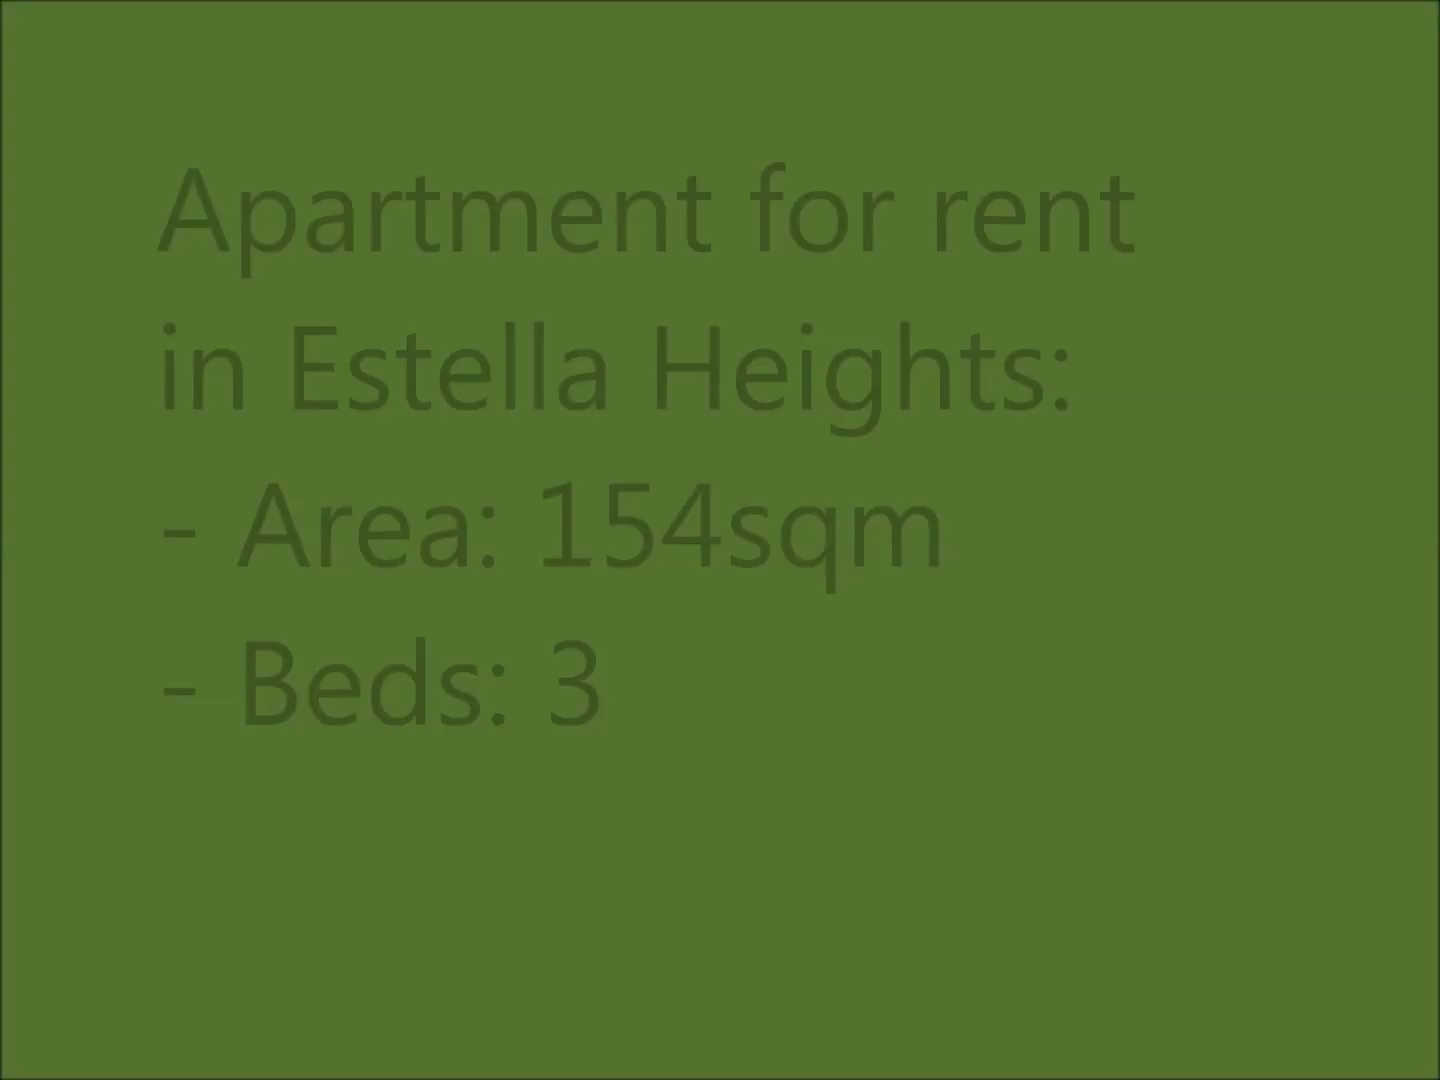 Apartment for rent
in Estella Heights:
- Area: 154sqm
- Beds: 3